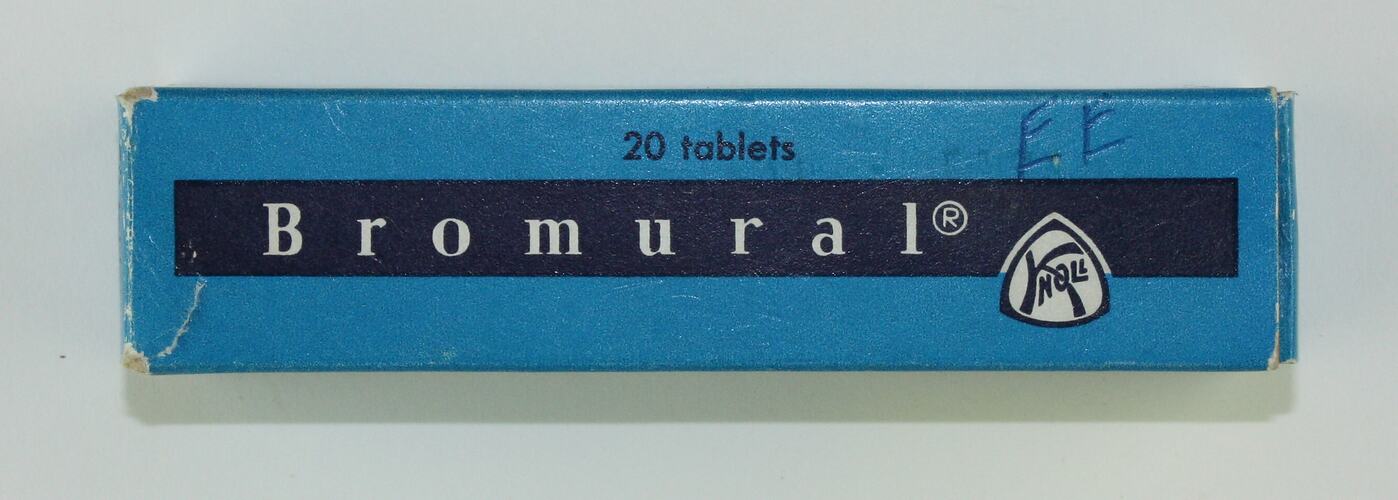 EE
20 tablets
Bromural®
KNOLL